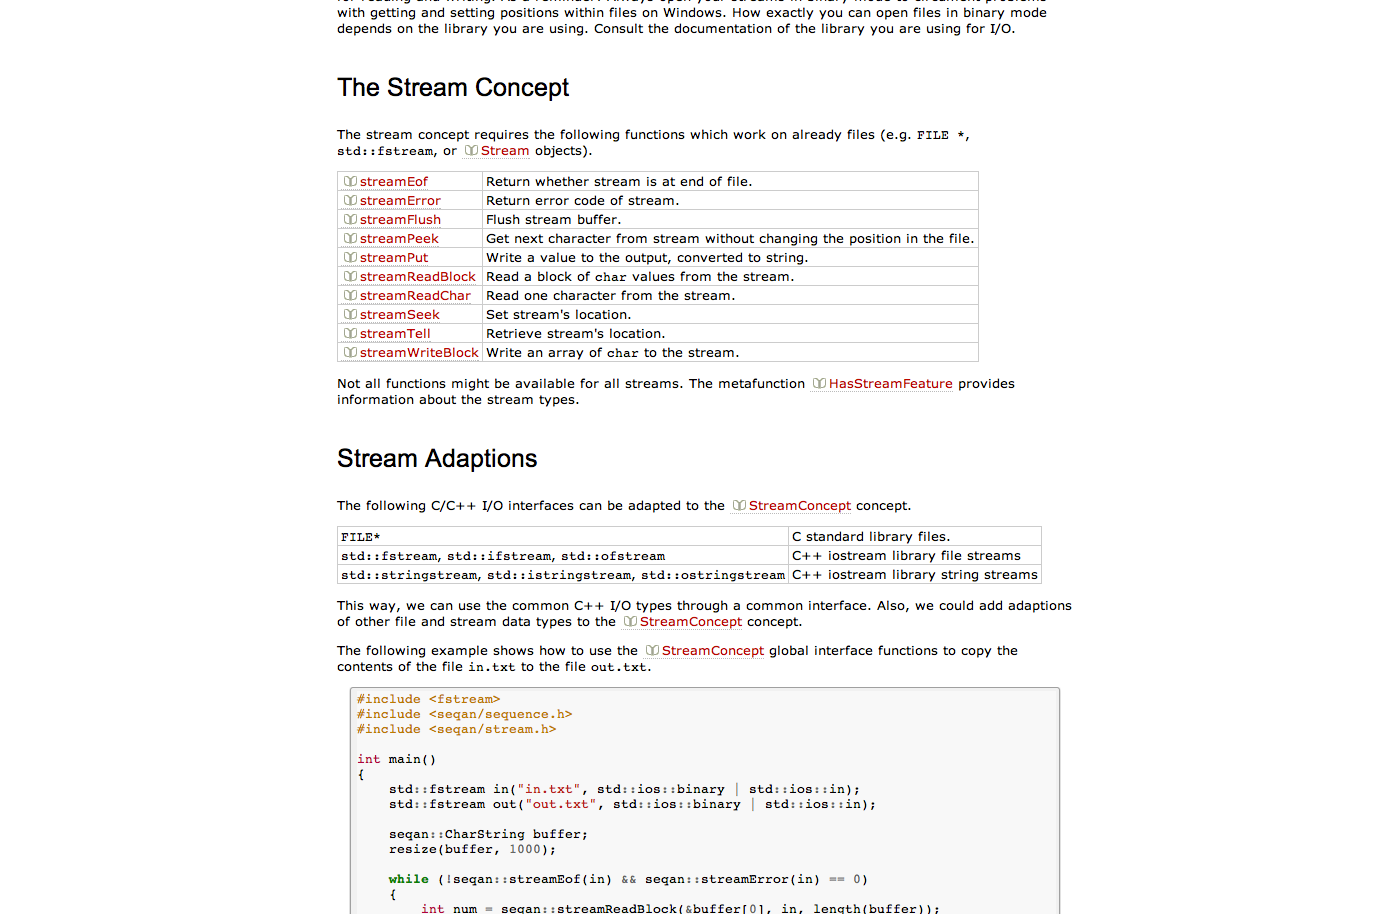 with getting and setting positions within files on Windows. How exactly you can open files in binary mode
depends on the library you are using. Consult the documentation of the library you are using for I/O.
The Stream Concept
The stream concept requires the following functions which work on already files (e.g. FILE *,
std::fstream, or Stream objects).
streamEof Return whether stream is at end of file.
streamError Return error code of stream.
streamFlush Flush stream buffer.
streamPeek Get next character from stream without changing the position in the file.
streamPut Write a value to the output, converted to string.
streamReadBlock Read a block of char values from the stream.
streamReadChar Read one character from the stream.
streamSeek Set stream's location.
streamTell Retrieve stream's location.
streamWriteBlock Write an array of char to the stream.
Not all functions might be available for all streams. The metafunction HasStreamFeature provides
information about the stream types.
Stream Adaptions
The following C/C++ I/O interfaces can be adapted to the StreamConcept concept.
FILE* C standard library files.
std::fstream, std::ifstream, std::ofstream C++ iostream library file streams
std::stringstream, std::istringstream, std::ostringstream C++ iostream library string streams
This way, we can use the common C++ I/O types through a common interface. Also, we could add adaptions
of other file and stream data types to the StreamConcept concept.
The following example shows how to use the StreamConcept global interface functions to copy the
contents of the file in.txt to the file out.txt.
#include <fstream>
#include <seqan/sequence.h>
#include <seqan/stream.h>
int main()
{
std::fstream in("in.txt", std::ios::binary | std::ios::in);
std::fstream out("out.txt", std::ios::binary | std::ios::in);
seqan::CharString buffer;
resize(buffer, 1000);
while (!seqan::streamEof(in) && seqan::streamError(in) == 0)
{
int num = seqan::streamReadBlock(&buffer[0], in, length(buffer));